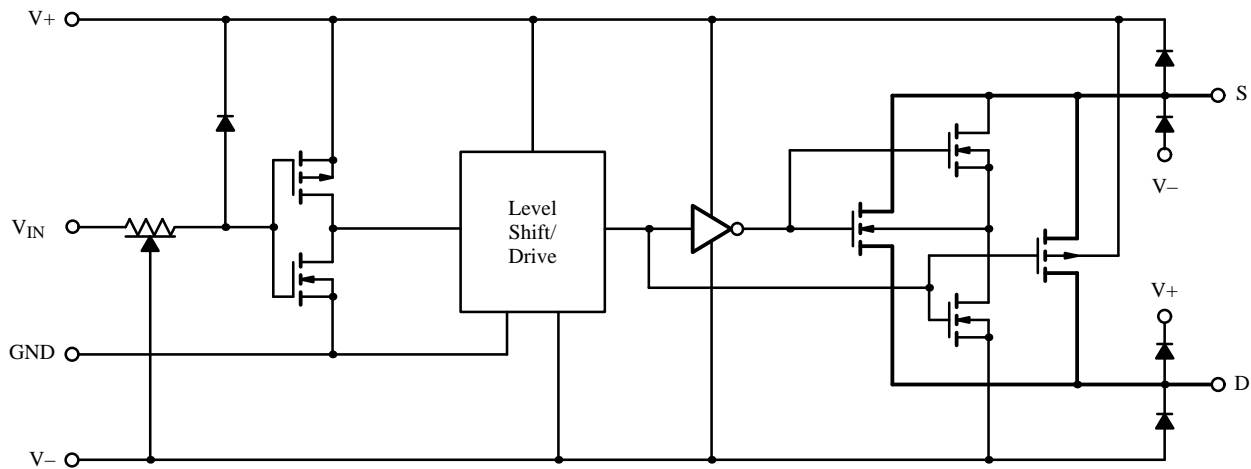 V+
S
V–
VIN
Level
Shift/
Drive
V+
GND
D
V–